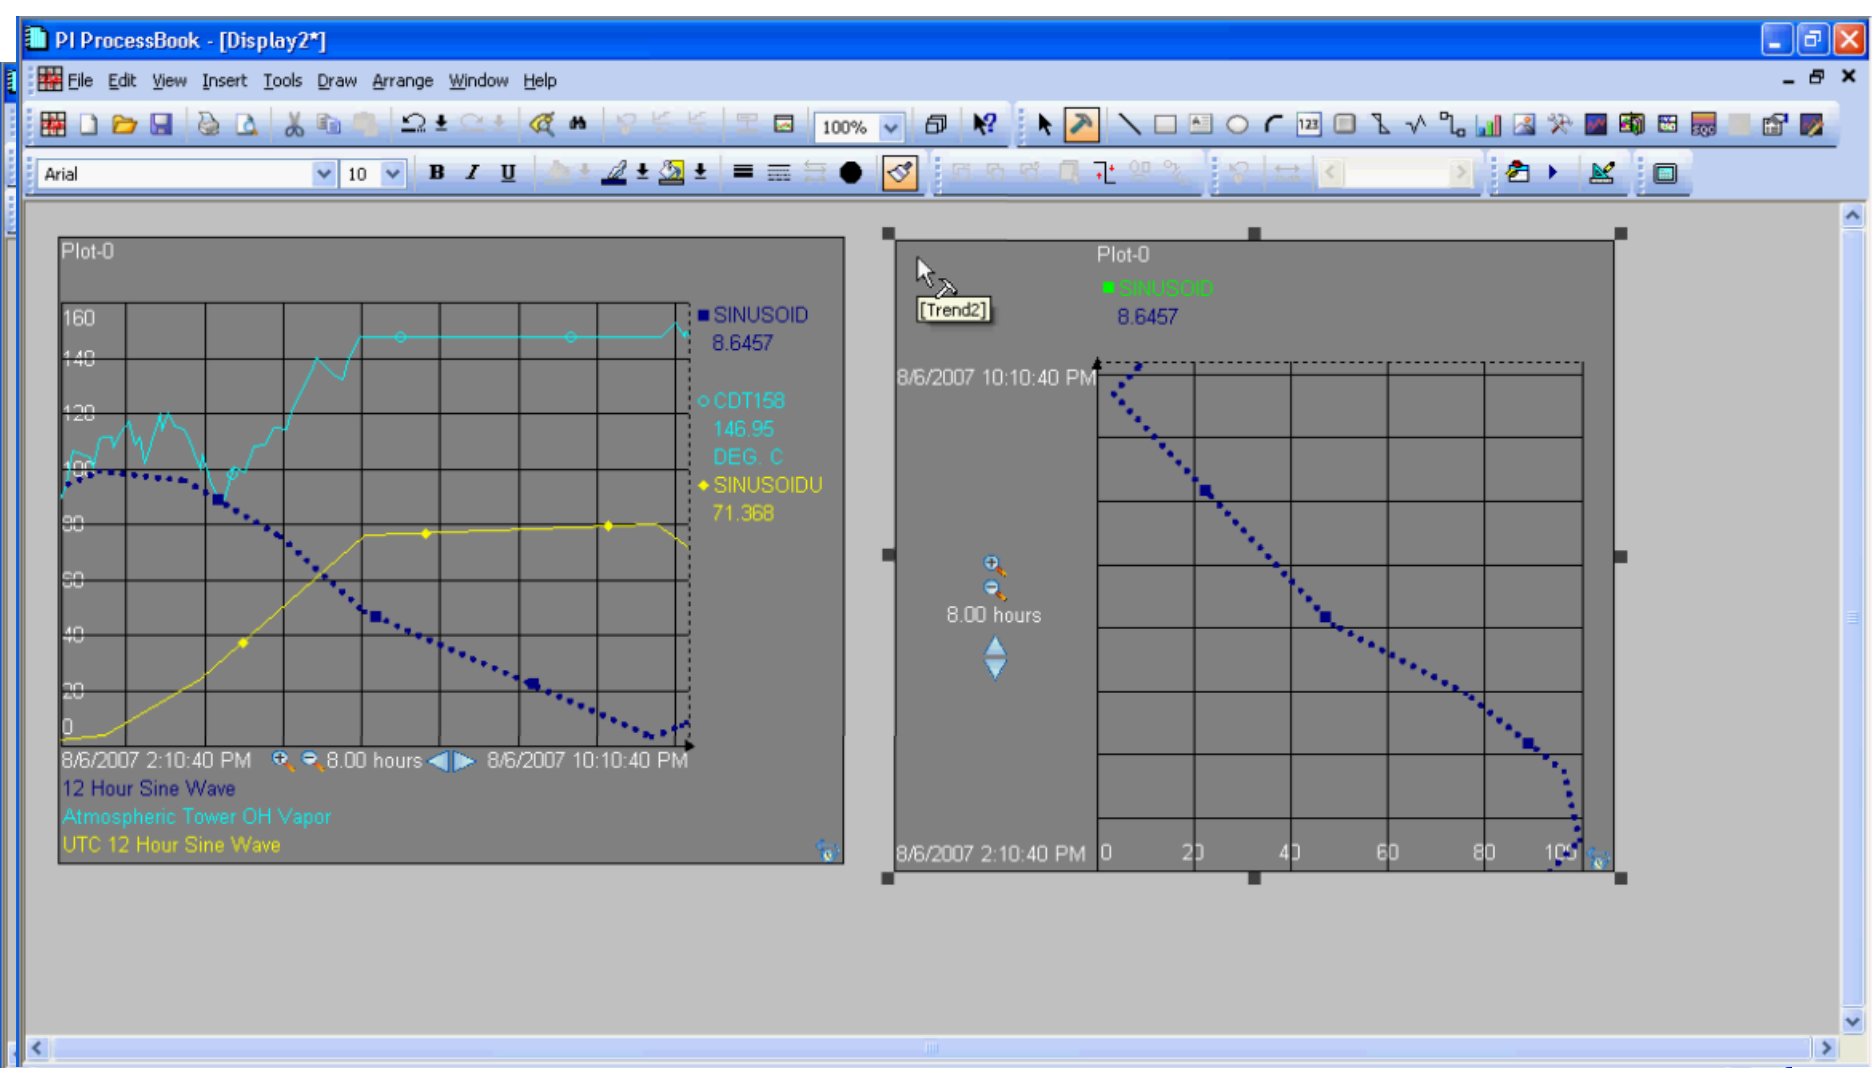 PI ProcessBook - [Display2*]
File Edit View Insert Tools Draw Arrange Window Help
100%
123
Arial 10 B I U
Plot-0
160
140
120
100
80
60
40
20
0
SINUSOID
8.6457
CDT158
146.95
DEG. C
SINUSOIDU
71.368
8/6/2007 2:10:40 PM 8.00 hours 8/6/2007 10:10:40 PM
12 Hour Sine Wave
Atmospheric Tower OH Vapor
UTC 12 Hour Sine Wave
Plot-0
SINUSOID
8.6457
[Trend2]
8/6/2007 10:10:40 PM
8.00 hours
8/6/2007 2:10:40 PM 0 20 40 60 80 100